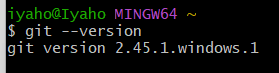 iyaho@Iyaho MINGW64 ~
$ git --version
git version 2.45.1.windows.1